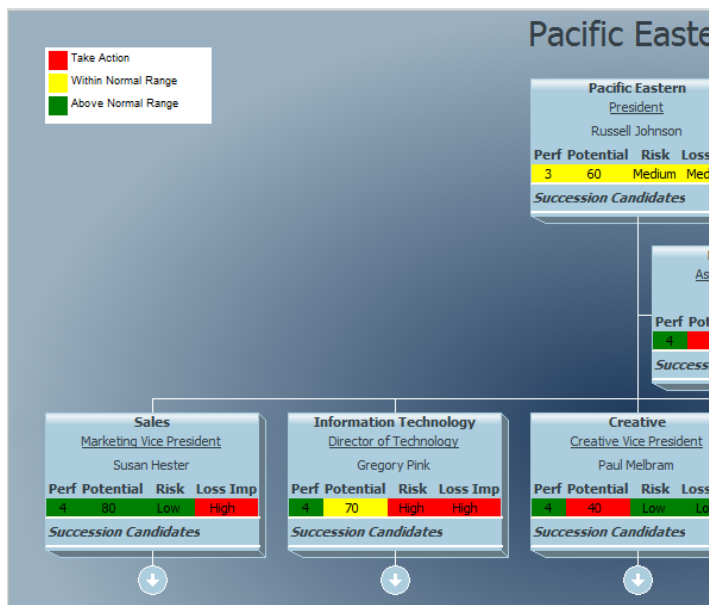 Pacific Easte
Take Action
Within Normal Range
Above Normal Range
Pacific Eastern
President
Russell Johnson
Perf Potential Risk Loss
3 60 Medium Med
Succession Candidates
As
Perf Pot
4
Success
Sales
Marketing Vice President
Susan Hester
Perf Potential Risk Loss Imp
4 80 Low High
Succession Candidates
Information Technology
Director of Technology
Gregory Pink
Perf Potential Risk Loss Imp
4 70 High High
Succession Candidates
Creative
Creative Vice President
Paul Melbram
Perf Potential Risk Loss
4 40 Low Lo
Succession Candidates